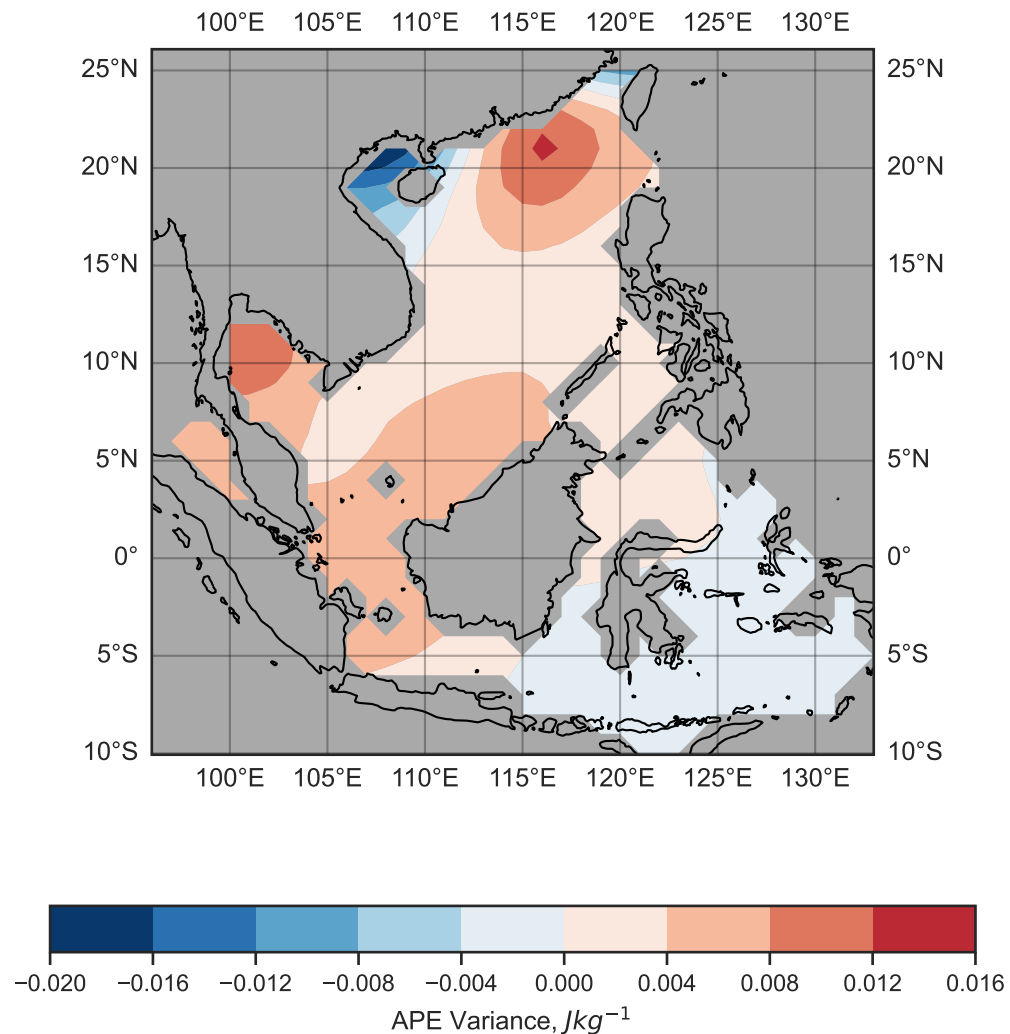 100°E 105°E 110°E 115°E 120°E 125°E 130°E
25°N 25°N
20°N 20°N
15°N 15°N
10°N 10°N
5°N 5°N
0° 0°
5°S 5°S
10°S 10°S
100°E 105°E 110°E 115°E 120°E 125°E 130°E
−0.020 −0.016 −0.012 −0.008 −0.004 0.000 0.004 0.008 0.012 0.016
APE Variance, Jkg⁻¹